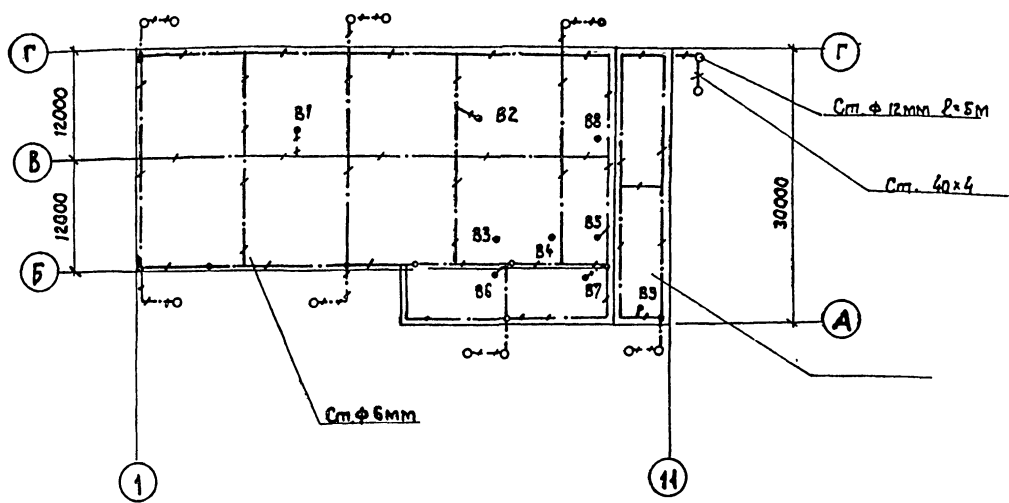 Г
Г
12000
В1
В2
В8
Ст. ф 12мм ℓ=5м
В
Ст. 40×4
12000
30000
В3
В4
В5
Б
В6
В7
В9
А
Ст. ф 6мм
1
11